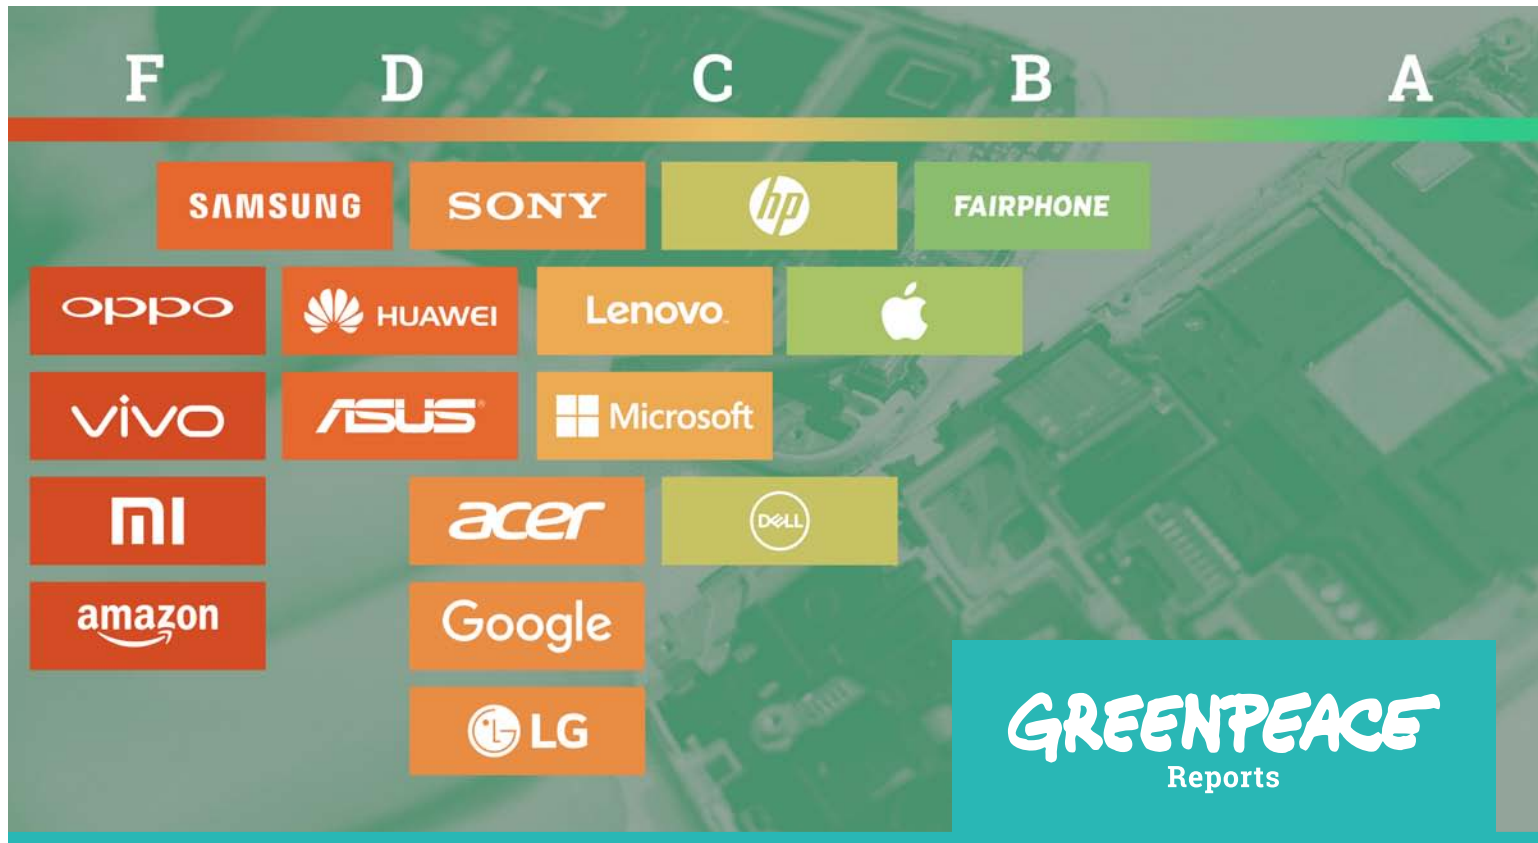 F D C B A
SAMSUNG SONY hp FAIRPHONE
oppo HUAWEI Lenovo
vivo ASUS Microsoft
mi acer DELL
amazon Google
LG
GREENPEACE
Reports